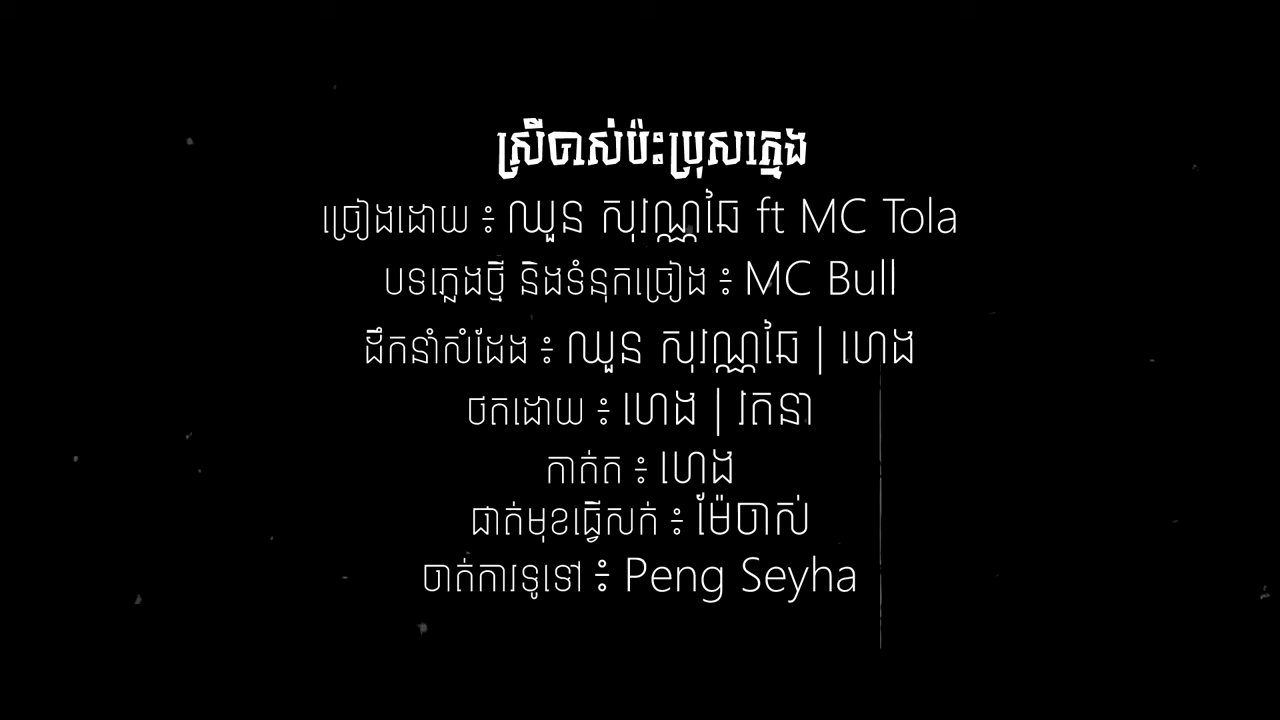 ស្រីចាស់ប៉ះប្រុសក្មេង
ច្រៀងដោយ ៖ ឈួន សុវណ្ណឆៃ ft MC Tola
បទភ្លេងថ្មី និងទំនុកច្រៀង ៖ MC Bull
ដឹកនាំសំដែង ៖ ឈួន សុវណ្ណឆៃ | ហេង
ថតដោយ ៖ ហេង | រតនា
កាត់ត ៖ ហេង
ផាត់មុខធ្វើសក់ ៖ ម៉ែចាស់
ចាត់ការទូទៅ ៖ Peng Seyha